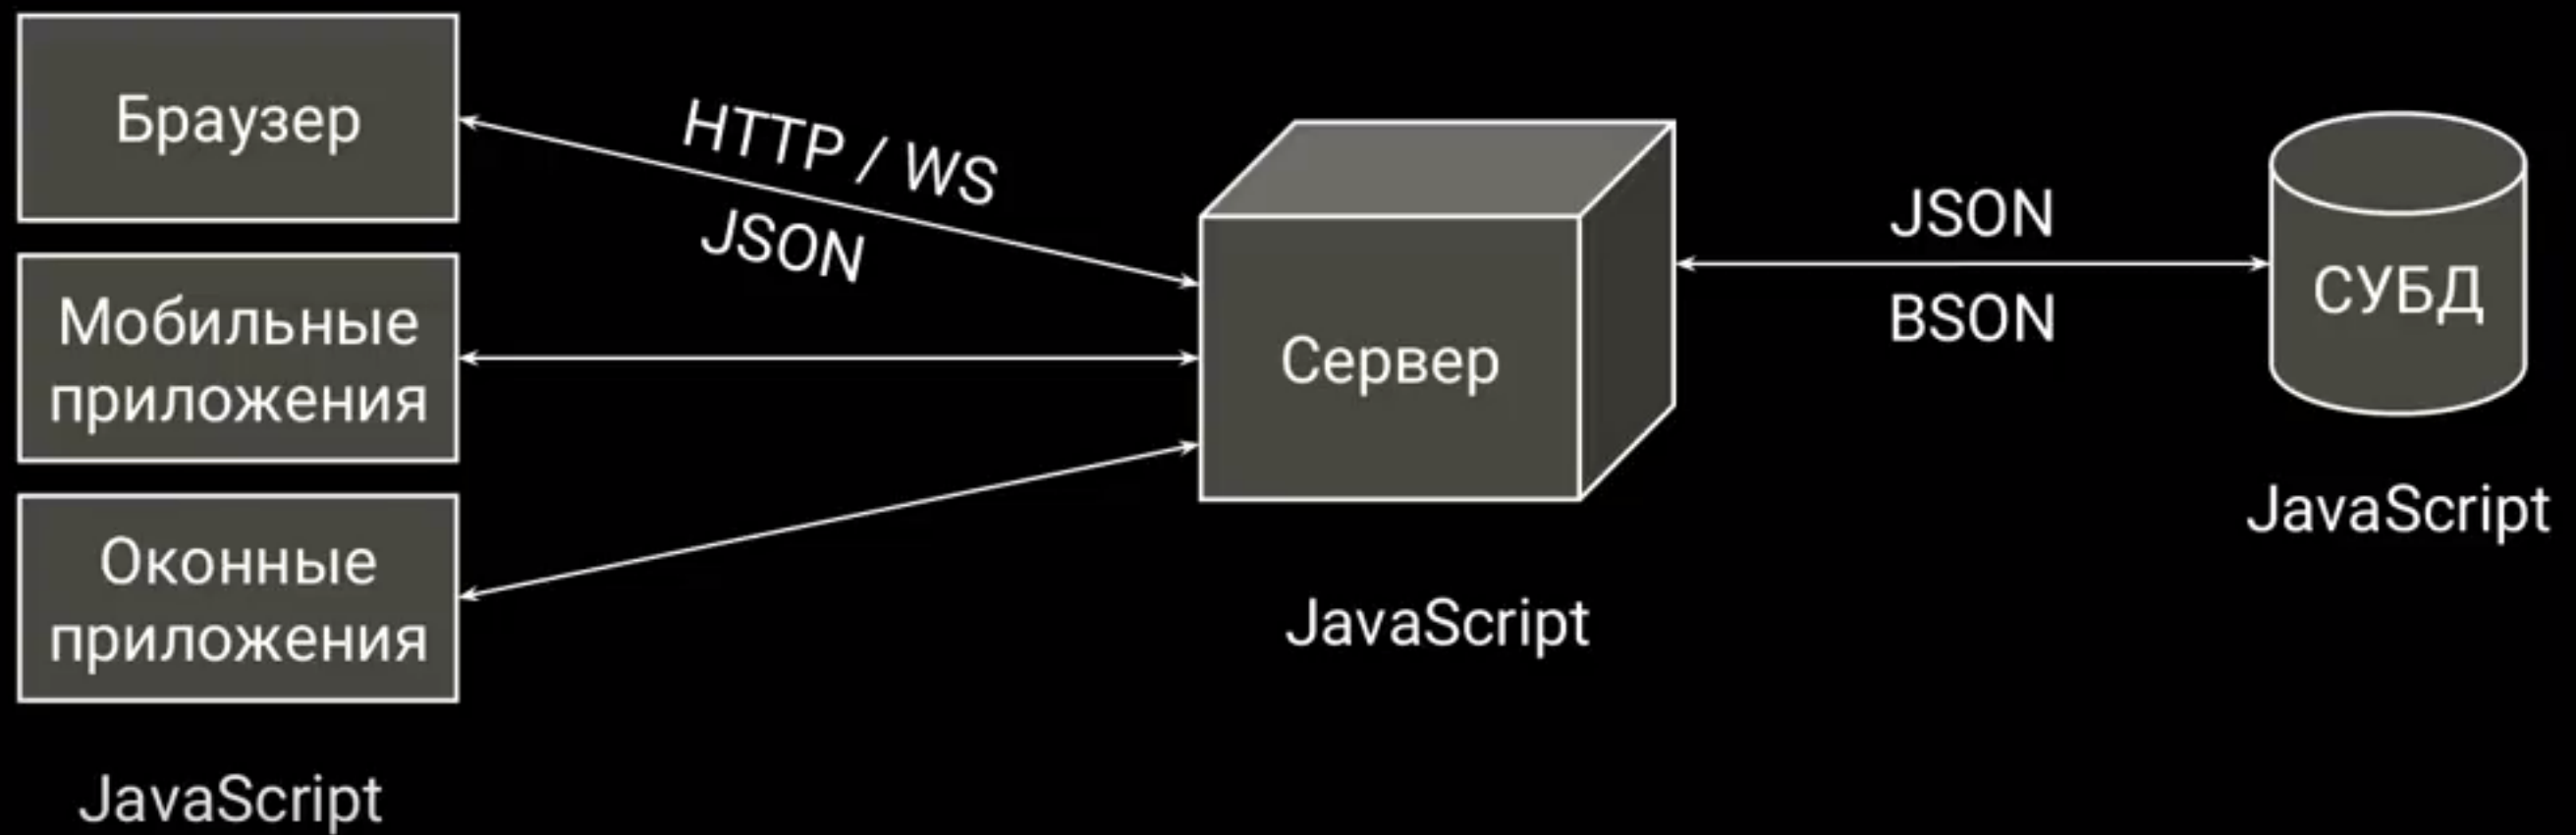 Браузер
Мобильные
приложения
Оконные
приложения
JavaScript
HTTP / WS
JSON
Сервер
JavaScript
JSON
BSON
СУБД
JavaScript